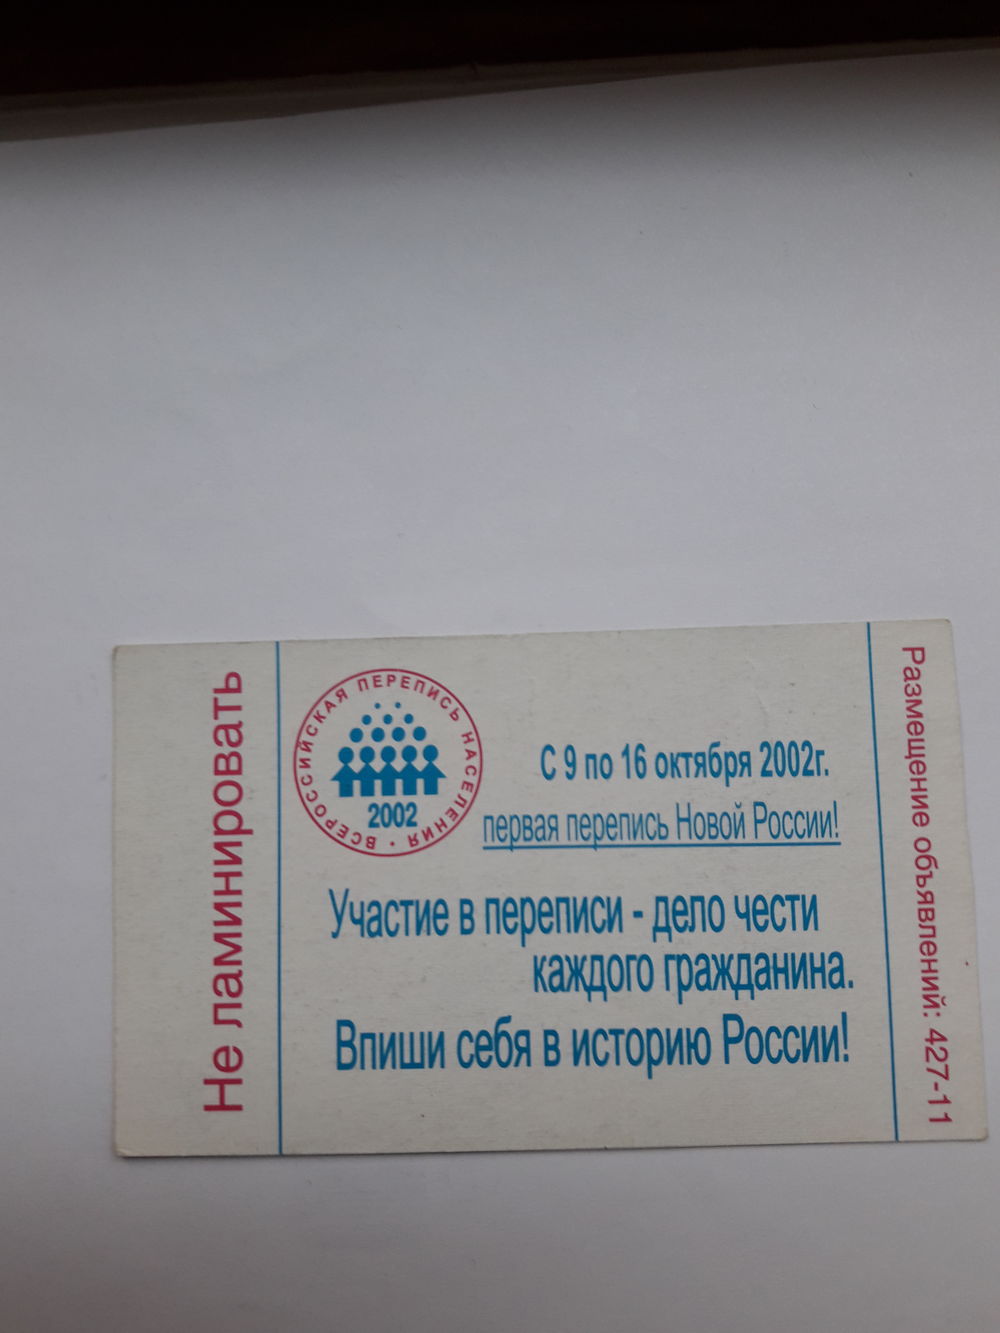 Не ламинировать
ВСЕРОССИЙСКАЯ ПЕРЕПИСЬ НАСЕЛЕНИЯ •
2002
С 9 по 16 октября 2002г.
первая перепись Новой России!
Участие в переписи - дело чести
каждого гражданина.
Впиши себя в историю России!
Размещение объявлений: 427-11